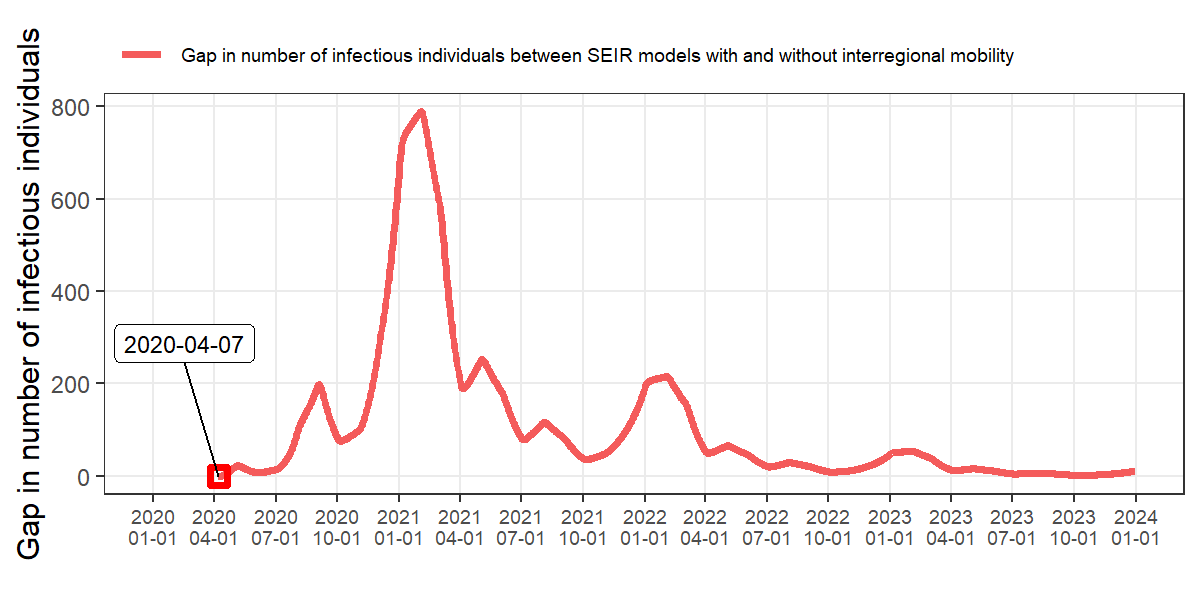 Gap in number of infectious individuals between SEIR models with and without interregional mobility
Gap in number of infectious individuals
800
600
400
200
0
2020-04-07
2020 2020 2020 2020 2021 2021 2021 2021 2022 2022 2022 2022 2023 2023 2023 2023 2024
01-01 04-01 07-01 10-01 01-01 04-01 07-01 10-01 01-01 04-01 07-01 10-01 01-01 04-01 07-01 10-01 01-01